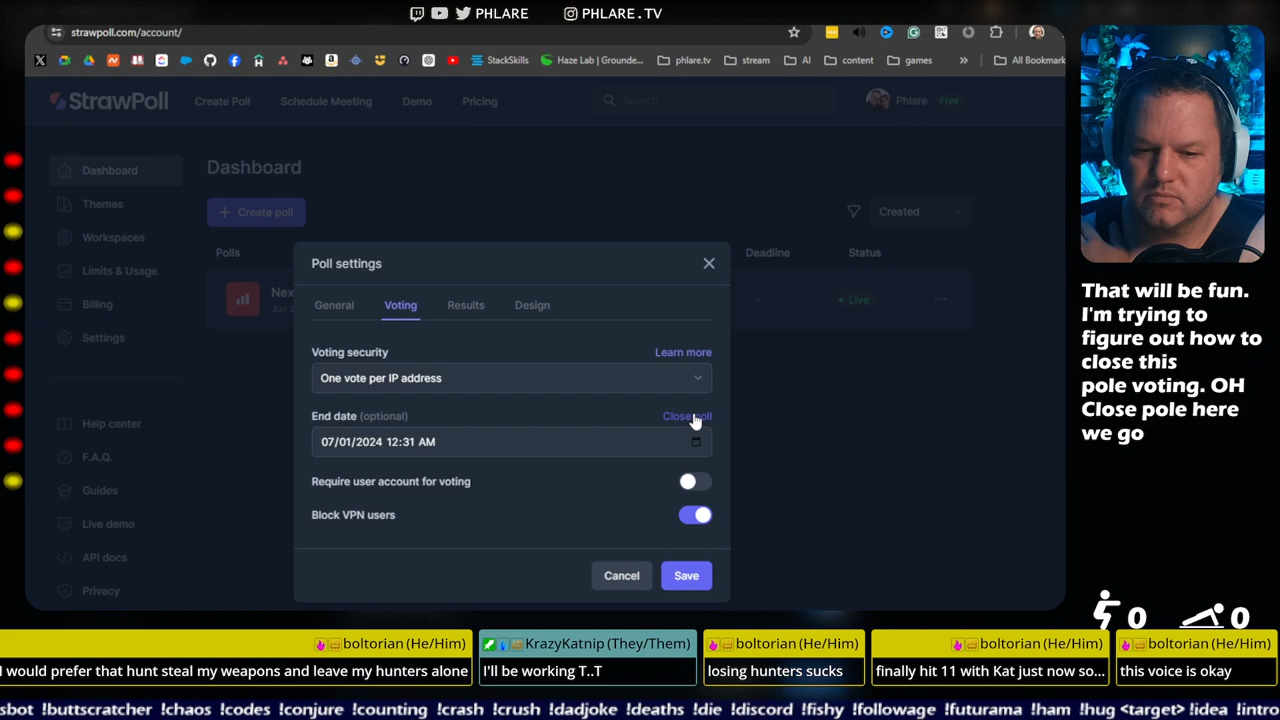 PHLARE
PHLARE.TV
strawpoll.com/account/
StackSkills
Haze Lab | Grounde...
phlare.tv
stream
AI
content
games
»
All Bookmark
StrawPoll
Create Poll
Schedule Meeting
Demo
Pricing
Search...
Phlare
Free
Dashboard
Themes
Workspaces
Limits & Usage
Billing
Settings
Help center
F.A.Q.
Guides
Live demo
API docs
Privacy
Dashboard
+ Create poll
Created
Polls
Deadline
Status
Nex
Jun
-
Live
Poll settings
General
Voting
Results
Design
Voting security
Learn more
One vote per IP address
End date (optional)
Close poll
07/01/2024 12:31 AM
Require user account for voting
Block VPN users
Cancel
Save
That will be fun.
I'm trying to
figure out how to
close this
pole voting. OH
Close pole here
we go
0
0
boltorian (He/Him)
I would prefer that hunt steal my weapons and leave my hunters alone
KrazyKatnip (They/Them)
I'll be working T..T
boltorian (He/Him)
losing hunters sucks
boltorian (He/Him)
finally hit 11 with Kat just now so...
boltorian (He/Him)
this voice is okay
sbot !buttscratcher !chaos !codes !conjure !counting !crash !crush !dadjoke !deaths !die !discord !fishy !followage !futurama !ham !hug <target> !idea !intro